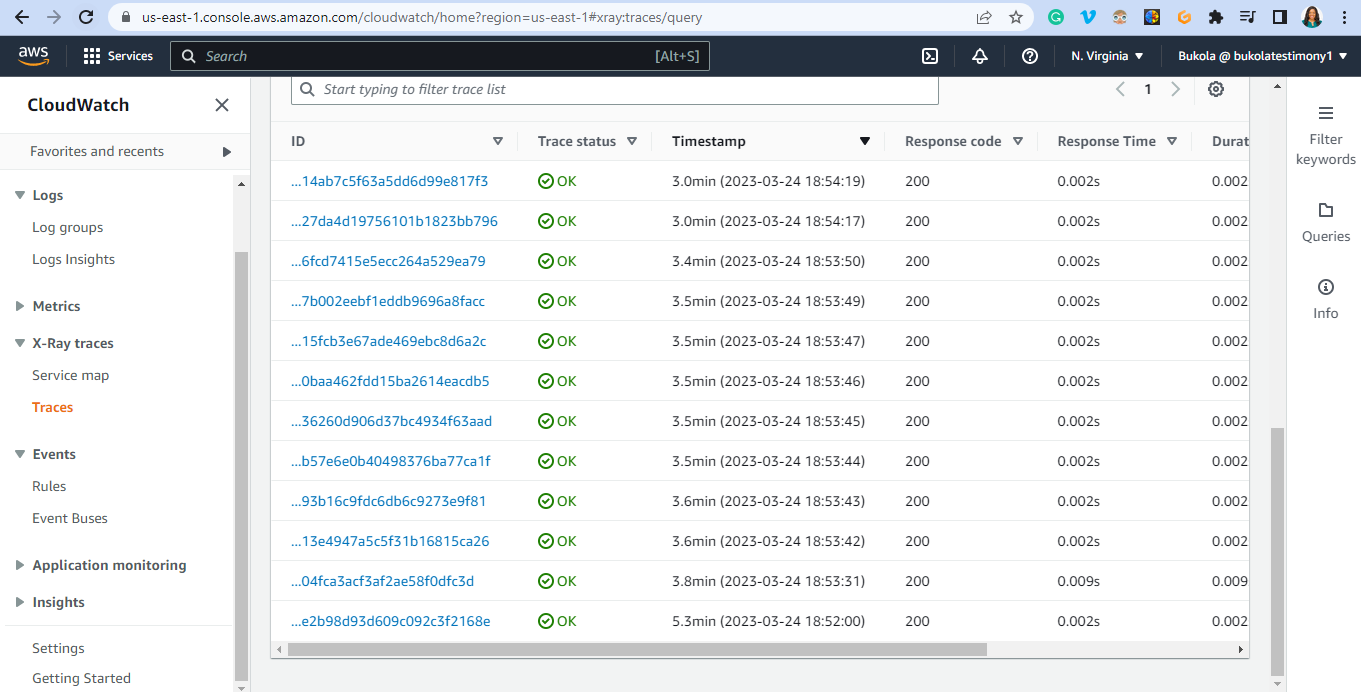 us-east-1.console.aws.amazon.com/cloudwatch/home?region=us-east-1#xray:traces/query
aws Services Search [Alt+S] N. Virginia Bukola @ bukolatestimony1
CloudWatch
Favorites and recents
Logs
Log groups
Logs Insights
Metrics
X-Ray traces
Service map
Traces
Events
Rules
Event Buses
Application monitoring
Insights
Settings
Getting Started
Start typing to filter trace list
1
ID Trace status Timestamp Response code Response Time Durat
...14ab7c5f63a5dd6d99e817f3 OK 3.0min (2023-03-24 18:54:19) 200 0.002s 0.002
...27da4d19756101b1823bb796 OK 3.0min (2023-03-24 18:54:17) 200 0.002s 0.002
...6fcd7415e5ecc264a529ea79 OK 3.4min (2023-03-24 18:53:50) 200 0.002s 0.002
...7b002eebf1eddb9696a8facc OK 3.5min (2023-03-24 18:53:49) 200 0.002s 0.002
...15fcb3e67ade469ebc8d6a2c OK 3.5min (2023-03-24 18:53:47) 200 0.002s 0.002
...0baa462fdd15ba2614eacdb5 OK 3.5min (2023-03-24 18:53:46) 200 0.002s 0.002
...36260d906d37bc4934f63aad OK 3.5min (2023-03-24 18:53:45) 200 0.002s 0.002
...b57e6e0b40498376ba77ca1f OK 3.5min (2023-03-24 18:53:44) 200 0.002s 0.002
...93b16c9fdc6db6c9273e9f81 OK 3.6min (2023-03-24 18:53:43) 200 0.002s 0.002
...13e4947a5c5f31b16815ca26 OK 3.6min (2023-03-24 18:53:42) 200 0.002s 0.002
...04fca3acf3af2ae58f0dfc3d OK 3.8min (2023-03-24 18:53:31) 200 0.009s 0.009
...e2b98d93d609c092c3f2168e OK 5.3min (2023-03-24 18:52:00) 200 0.002s 0.002
Filter
keywords
Queries
Info